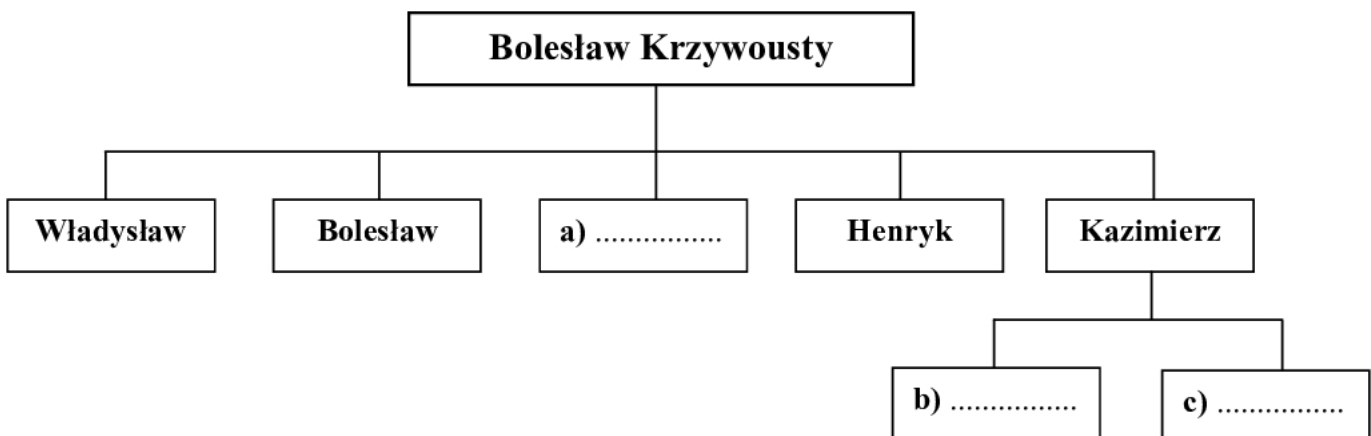 Bolesław Krzywousty
Władysław
Bolesław
a) ................
Henryk
Kazimierz
b) ................
c) ................